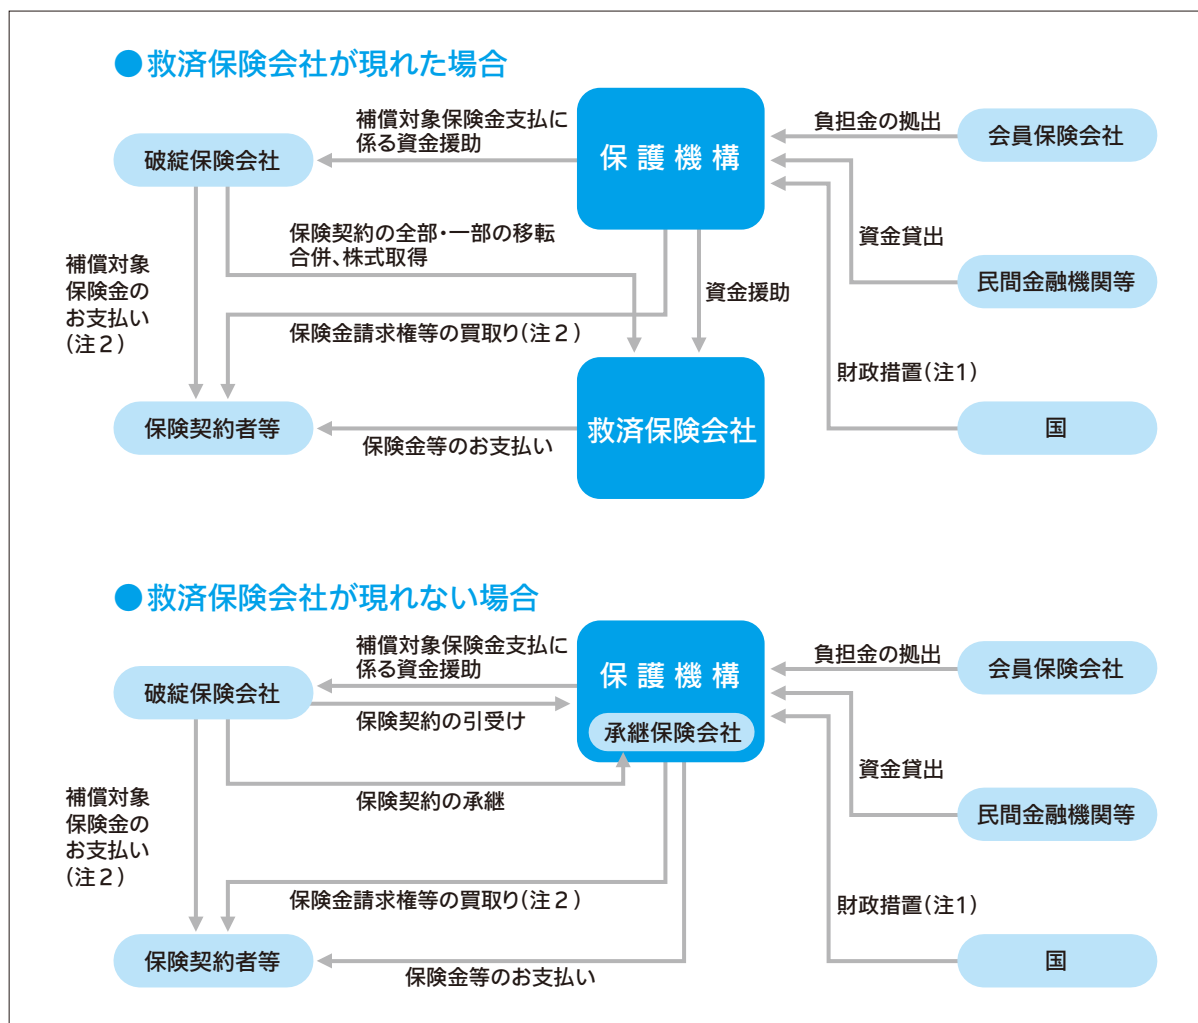 ●救済保険会社が現れた場合
補償対象保険金支払に
係る資金援助
保護機構
負担金の拠出
会員保険会社
破綻保険会社
保険契約の全部・一部の移転
合併、株式取得
資金貸出
補償対象
保険金の
お支払い
(注2)
資金援助
民間金融機関等
保険金請求権等の買取り(注2)
財政措置(注1)
保険契約者等
救済保険会社
国
保険金等のお支払い
●救済保険会社が現れない場合
補償対象保険金支払に
係る資金援助
保護機構
負担金の拠出
会員保険会社
破綻保険会社
保険契約の引受け
承継保険会社
資金貸出
保険契約の承継
補償対象
保険金の
お支払い
(注2)
民間金融機関等
保険金請求権等の買取り(注2)
財政措置(注1)
保険契約者等
国
保険金等のお支払い